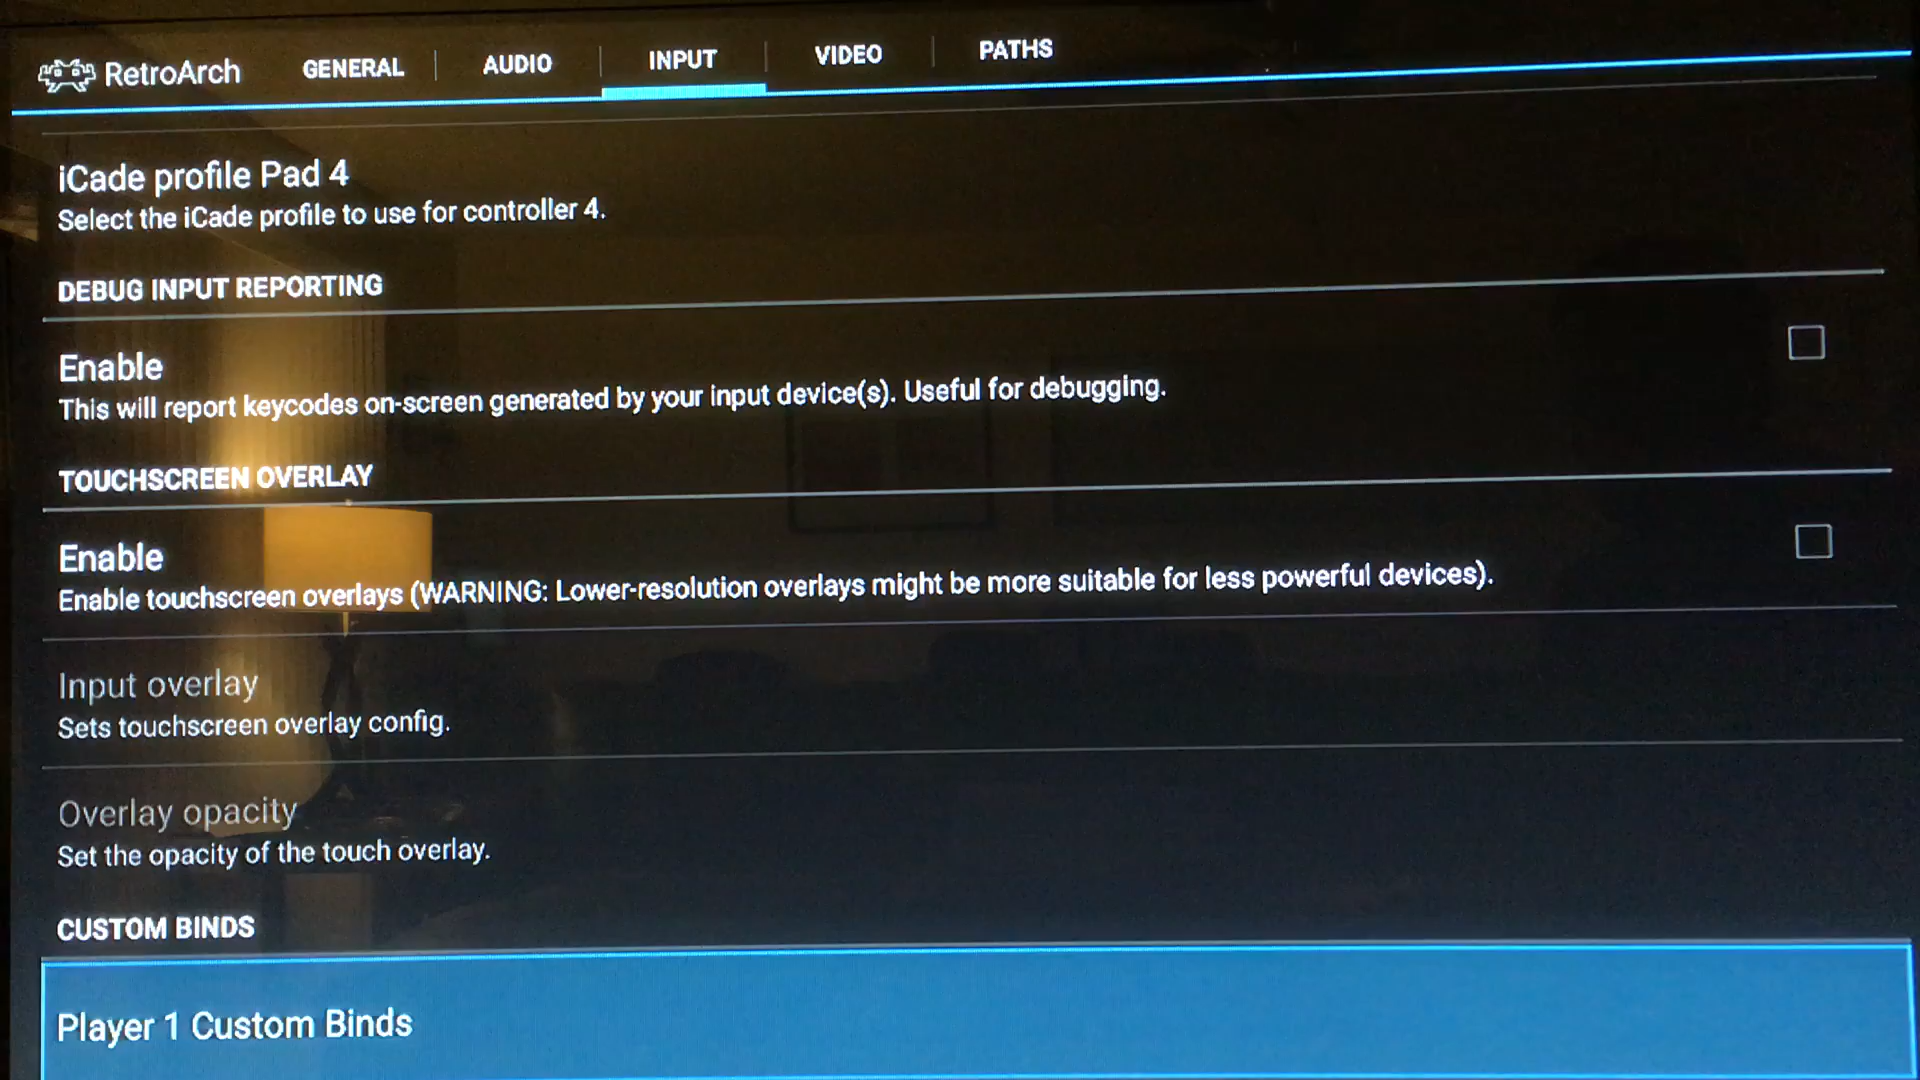 RetroArch GENERAL AUDIO INPUT VIDEO PATHS
iCade profile Pad 4
Select the iCade profile to use for controller 4.
DEBUG INPUT REPORTING
Enable
This will report keycodes on-screen generated by your input device(s). Useful for debugging.
TOUCHSCREEN OVERLAY
Enable
Enable touchscreen overlays (WARNING: Lower-resolution overlays might be more suitable for less powerful devices).
Input overlay
Sets touchscreen overlay config.
Overlay opacity
Set the opacity of the touch overlay.
CUSTOM BINDS
Player 1 Custom Binds